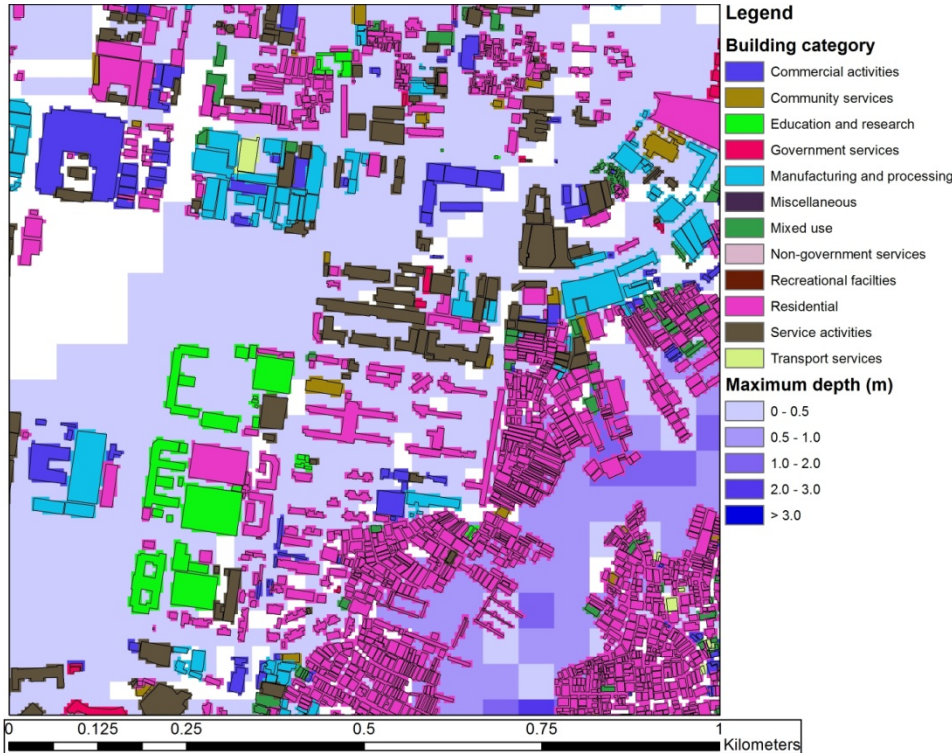 Legend
Building category
Commercial activities
Community services
Education and research
Government services
Manufacturing and processing
Miscellaneous
Mixed use
Non-government services
Recreational facilties
Residential
Service activities
Transport services
Maximum depth (m)
0 - 0.5
0.5 - 1.0
1.0 - 2.0
2.0 - 3.0
> 3.0
0 0.125 0.25 0.5 0.75 1
Kilometers